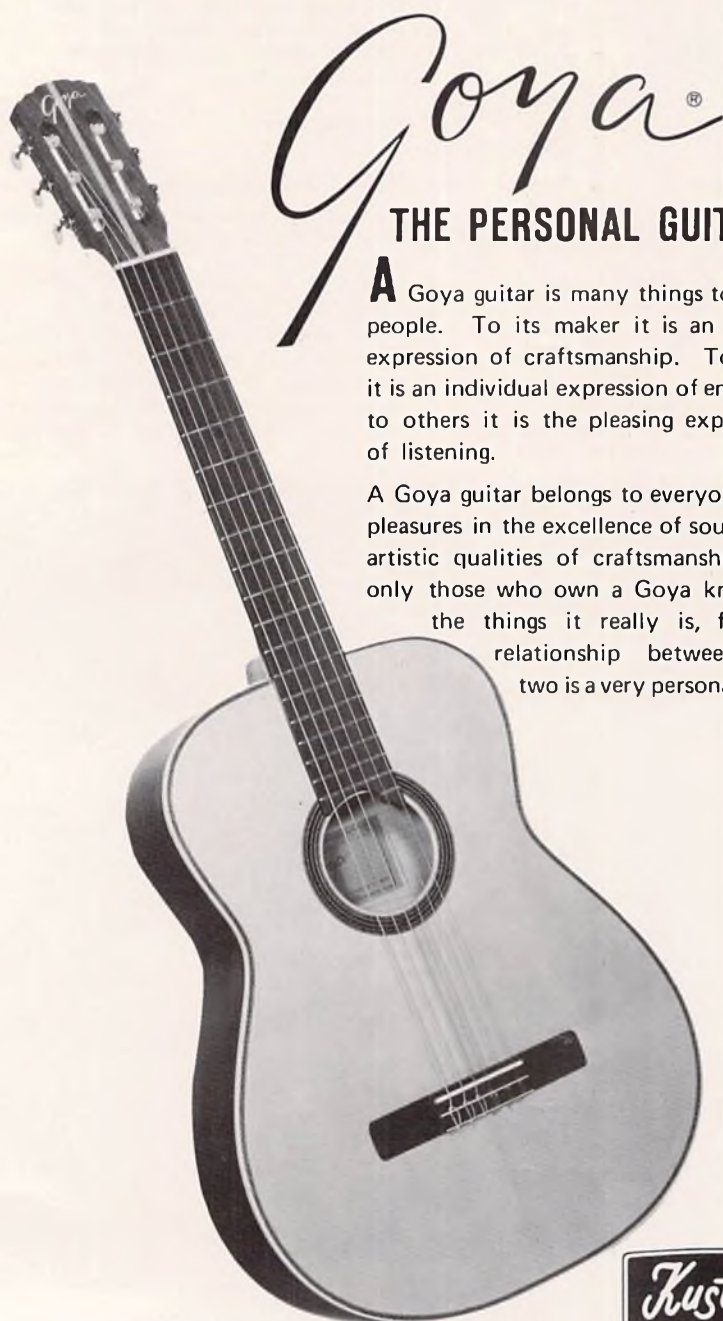 Goya
Goya®
THE PERSONAL GUIT
A Goya guitar is many things to
people. To its maker it is an
expression of craftsmanship. To
it is an individual expression of en
to others it is the pleasing exp
of listening.
A Goya guitar belongs to everyo
pleasures in the excellence of sou
artistic qualities of craftsmansh
only those who own a Goya kn
the things it really is, f
relationship betwee
two is a very persona
Kus